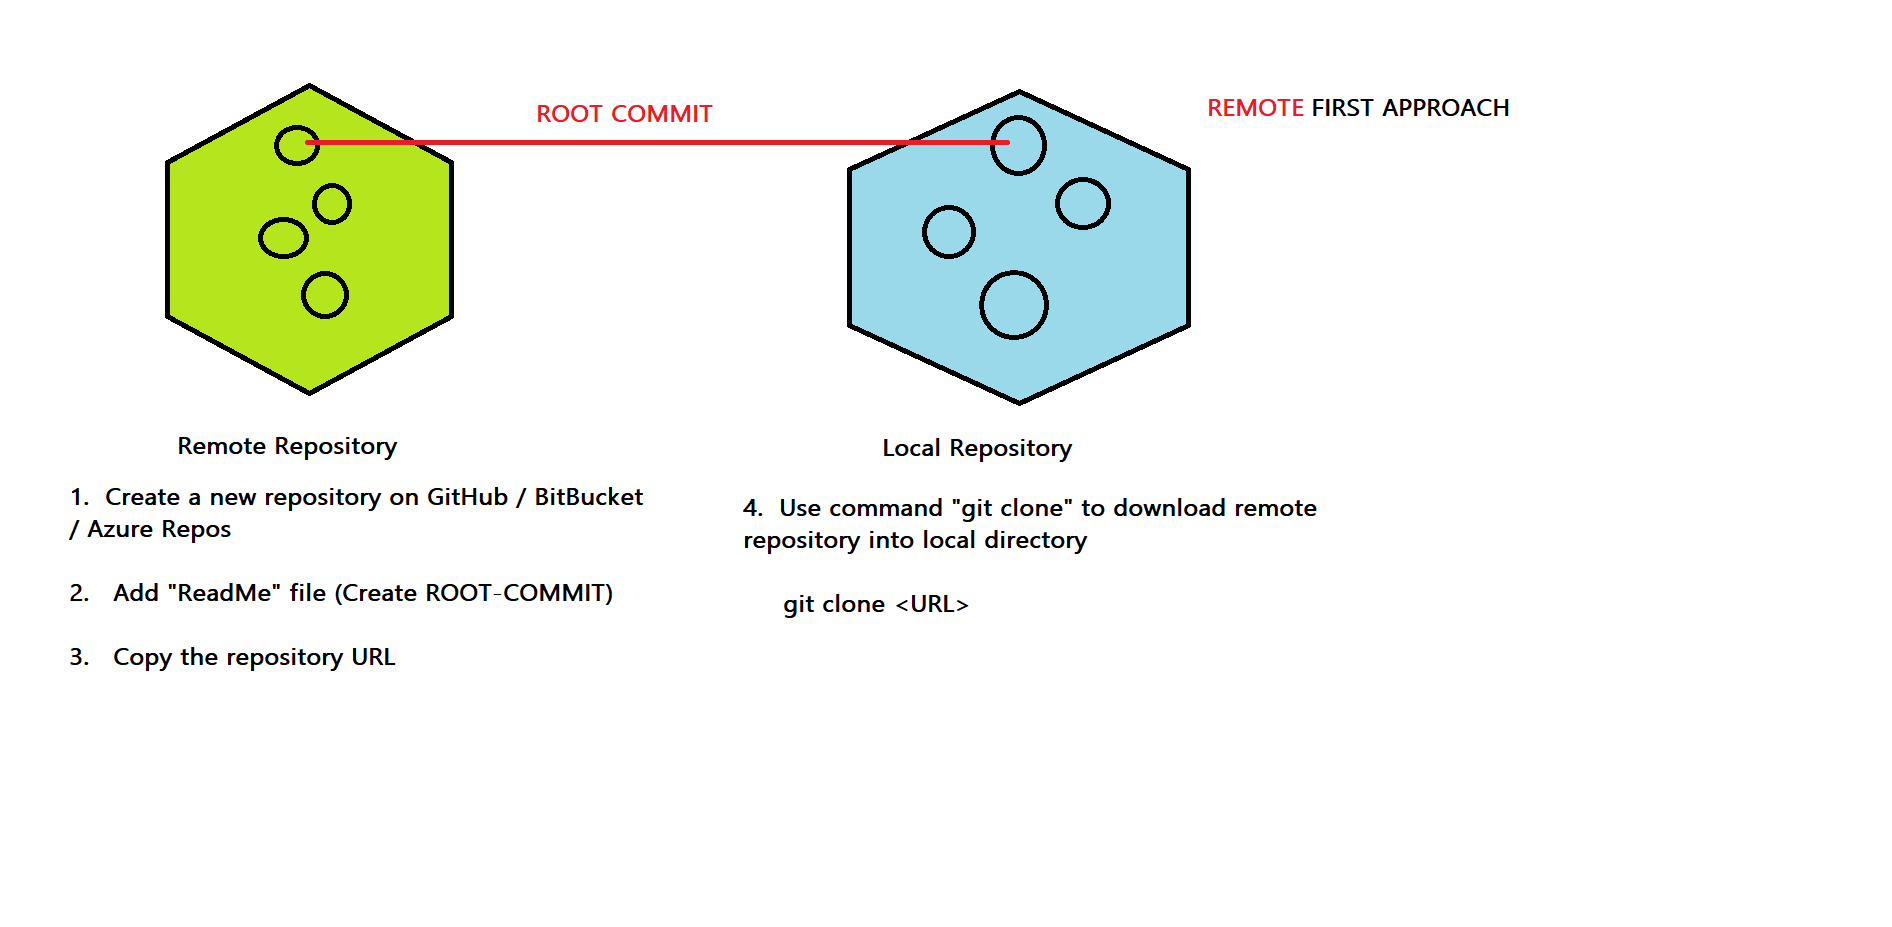 ROOT COMMIT
REMOTE FIRST APPROACH
Remote Repository
1.  Create a new repository on GitHub / BitBucket
/ Azure Repos
2.   Add "ReadMe" file (Create ROOT-COMMIT)
3.   Copy the repository URL
Local Repository
4.  Use command "git clone" to download remote
repository into local directory
git clone <URL>